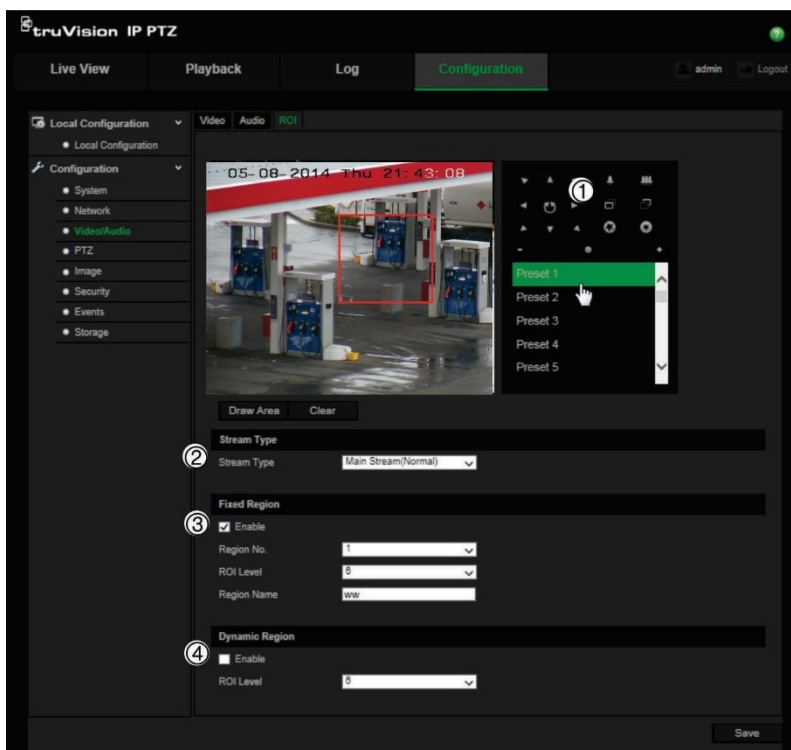 truVision IP PTZ
?
Live View Playback Log Configuration admin Logout
Local Configuration
Local Configuration
Configuration
System
Network
Video/Audio
PTZ
Image
Security
Events
Storage
Video Audio ROI
05-08-2014 Thu 21:43:08
①
Preset 1
Preset 2
Preset 3
Preset 4
Preset 5
Draw Area Clear
Stream Type
② Stream Type Main Stream(Normal)
Fixed Region
③ Enable
Region No. 1
ROI Level 6
Region Name ww
Dynamic Region
④ Enable
ROI Level 6
Save